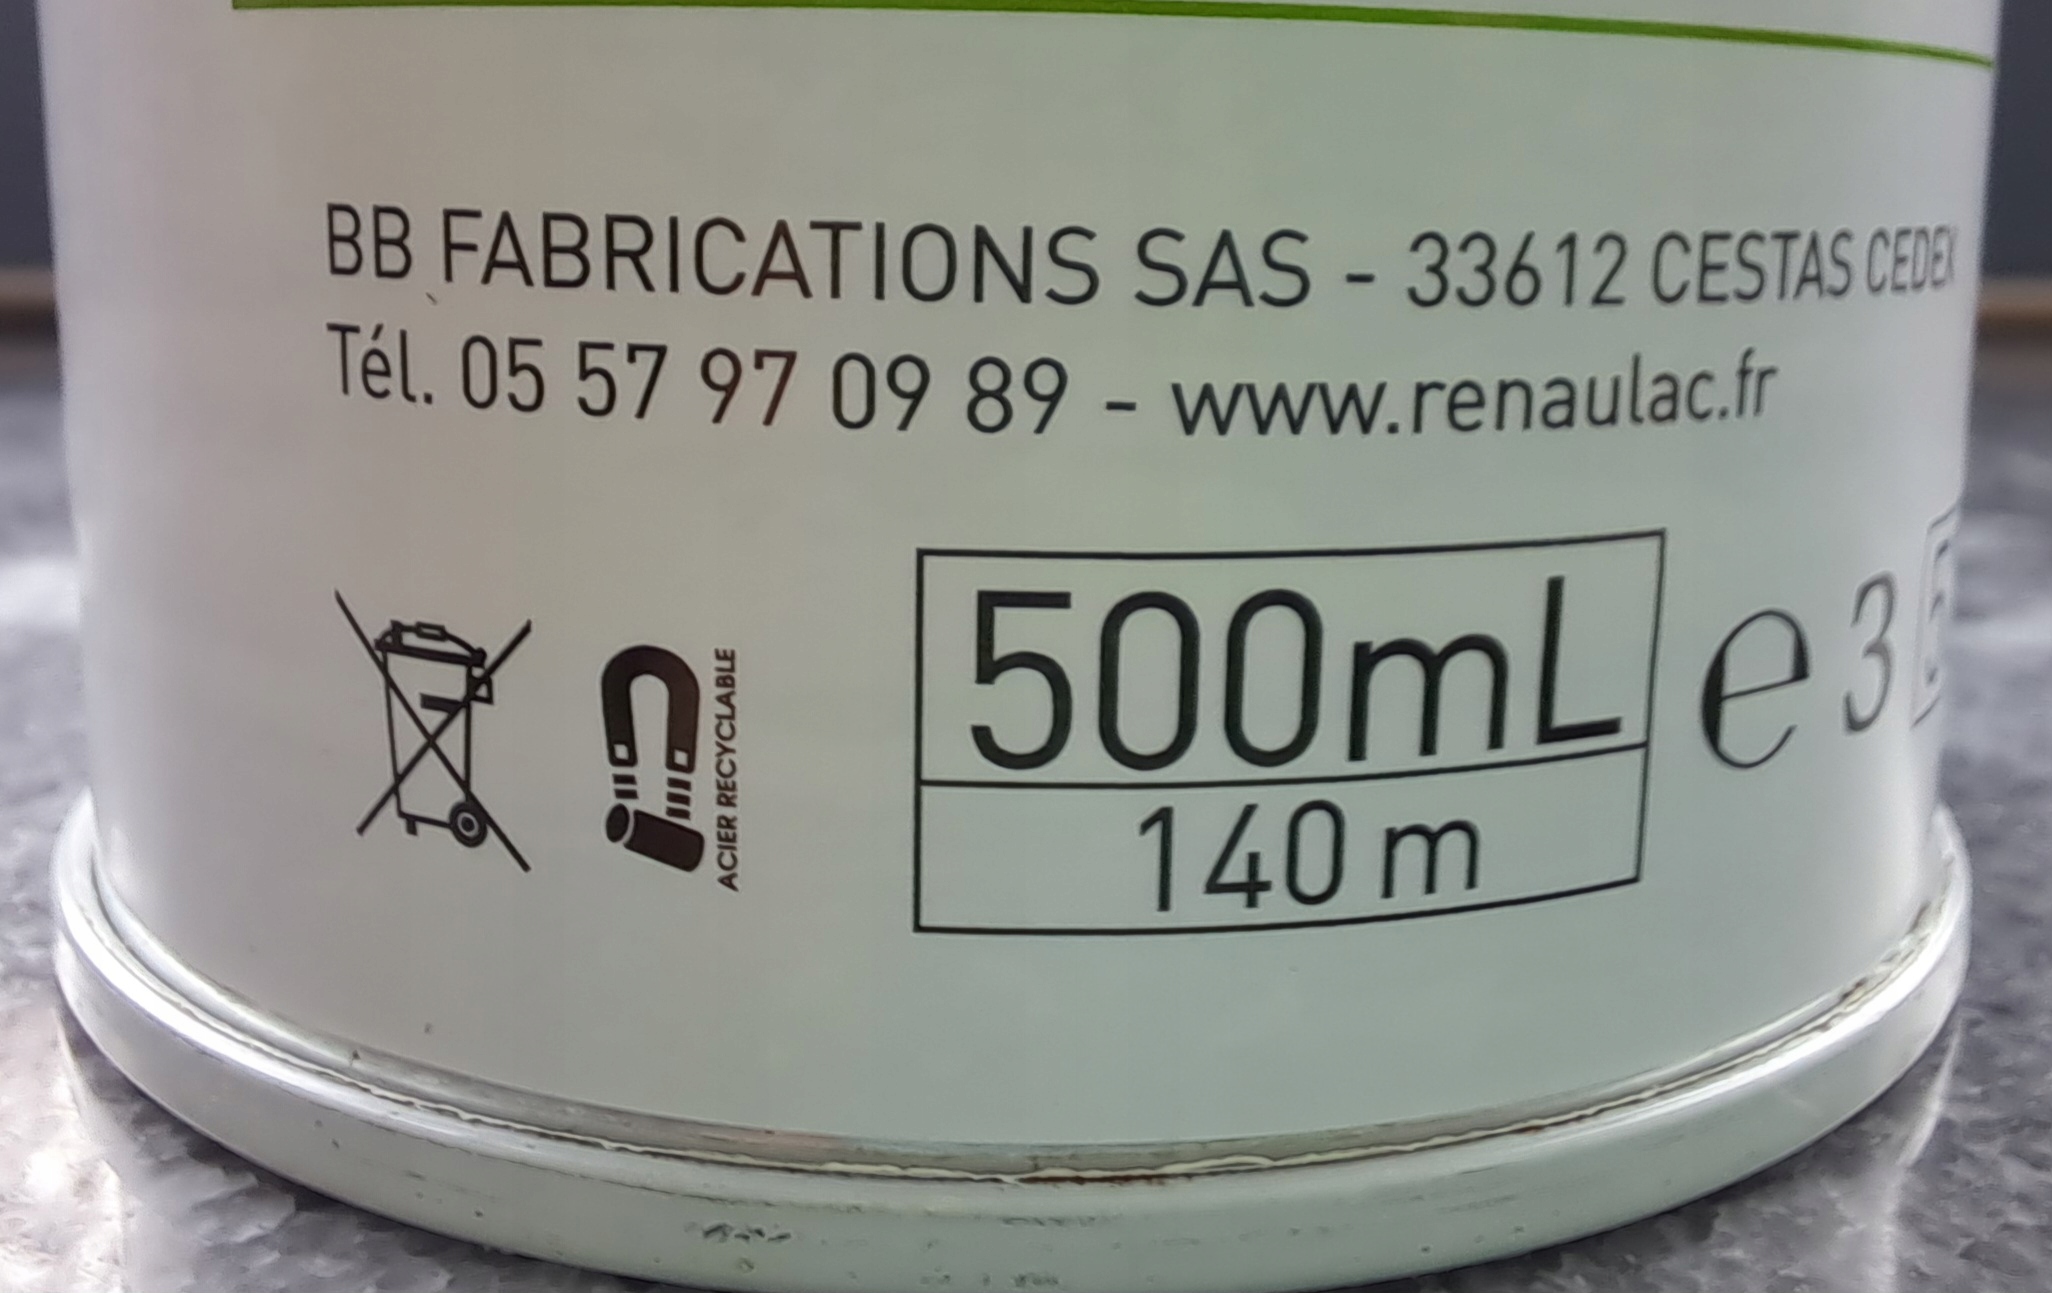 BB FABRICATIONS SAS - 33612 CESTAS CEDEX
Tél. 05 57 97 09 89 - www.renaulac.fr
ACIER RECYCLABLE
500mL e 3
140 m